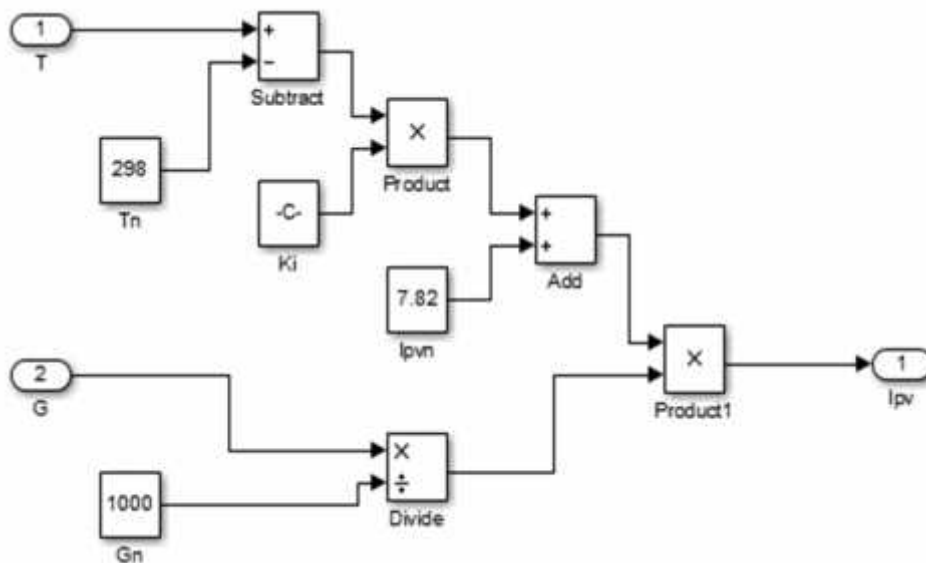 1
T
+
−
Subtract
298
Tn
×
Product
-C-
Ki
+
+
Add
7.82
Ipvn
2
G
×
÷
Divide
1000
Gn
×
Product1
1
Ipv